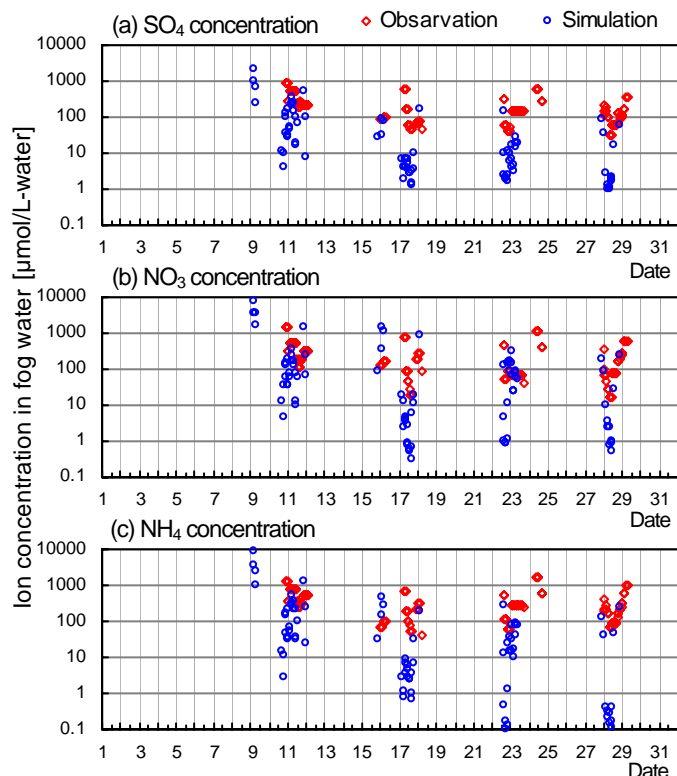 (a) SO₄ concentration
Obsarvation
Simulation
Ion concentration in fog water [µmol/L-water]
10000
1000
100
10
1
0.1
1 3 5 7 9 11 13 15 17 19 21 23 25 27 29 31
Date
(b) NO₃ concentration
10000
1000
100
10
1
0.1
1 3 5 7 9 11 13 15 17 19 21 23 25 27 29 31
Date
(c) NH₄ concentration
10000
1000
100
10
1
0.1
1 3 5 7 9 11 13 15 17 19 21 23 25 27 29 31
Date